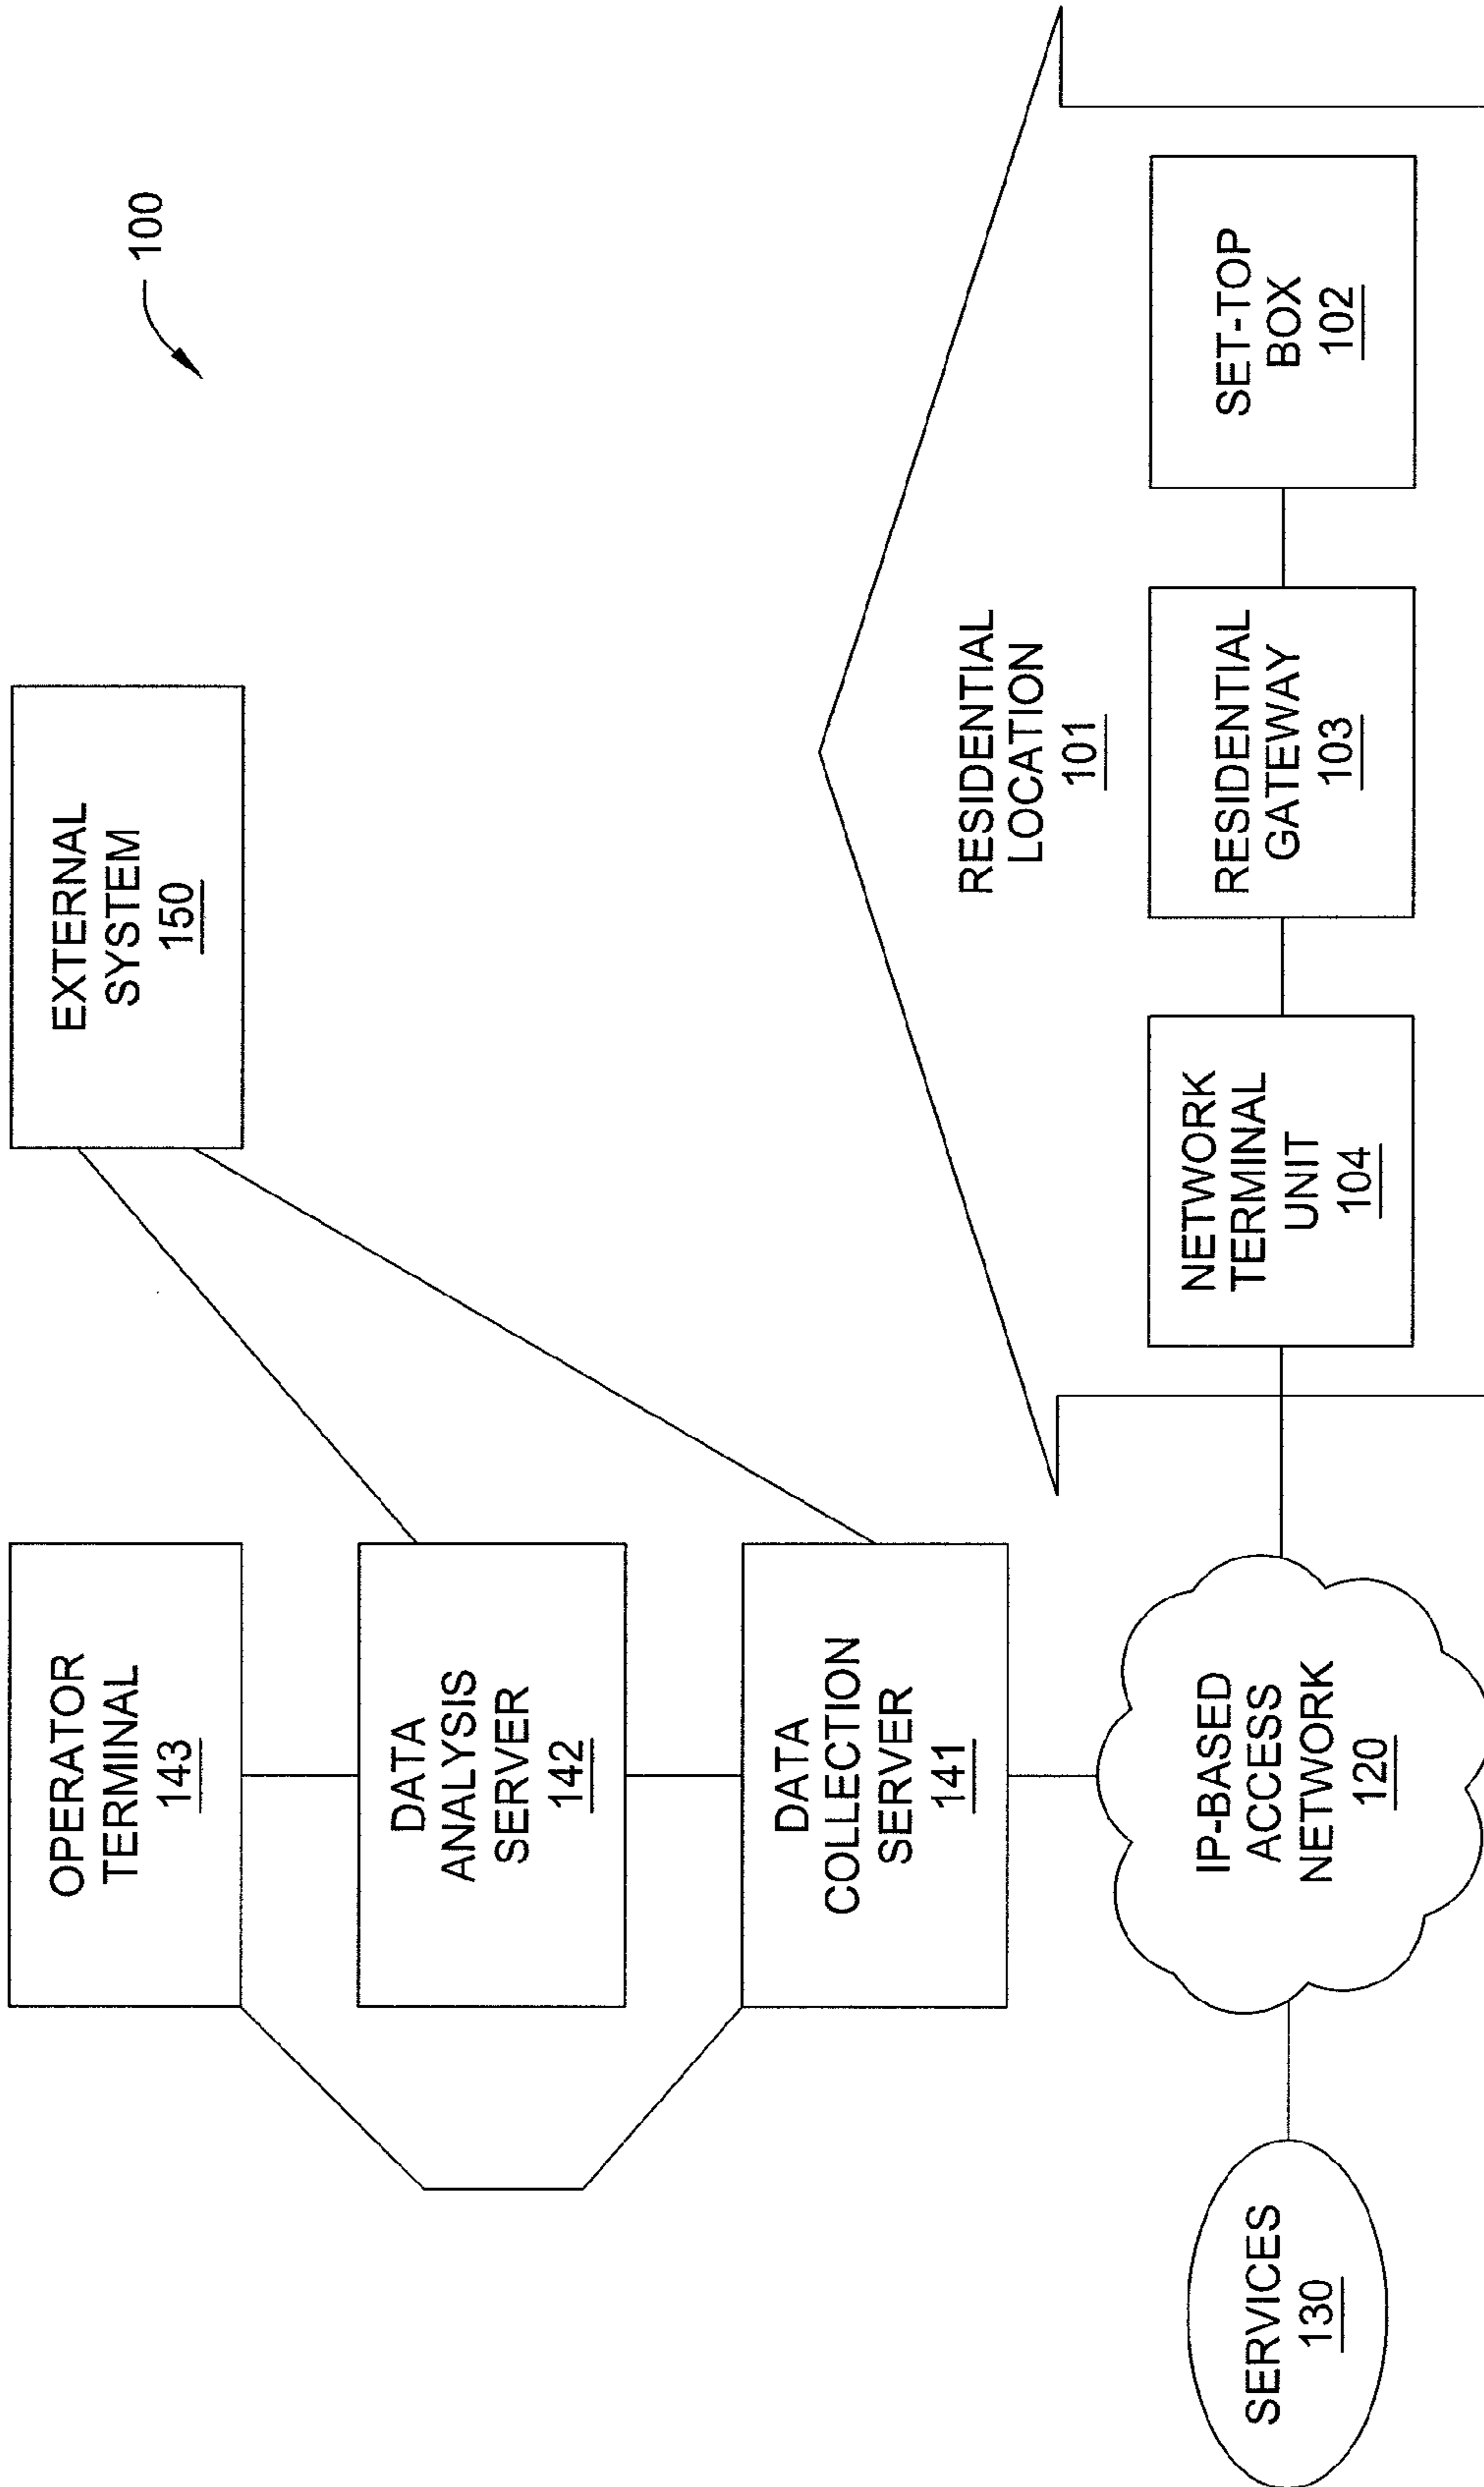 100
OPERATOR
TERMINAL
143
EXTERNAL
SYSTEM
150
DATA
ANALYSIS
SERVER
142
DATA
COLLECTION
SERVER
141
RESIDENTIAL
LOCATION
101
SERVICES
130
IP-BASED
ACCESS
NETWORK
120
NETWORK
TERMINAL
UNIT
104
RESIDENTIAL
GATEWAY
103
SET-TOP
BOX
102